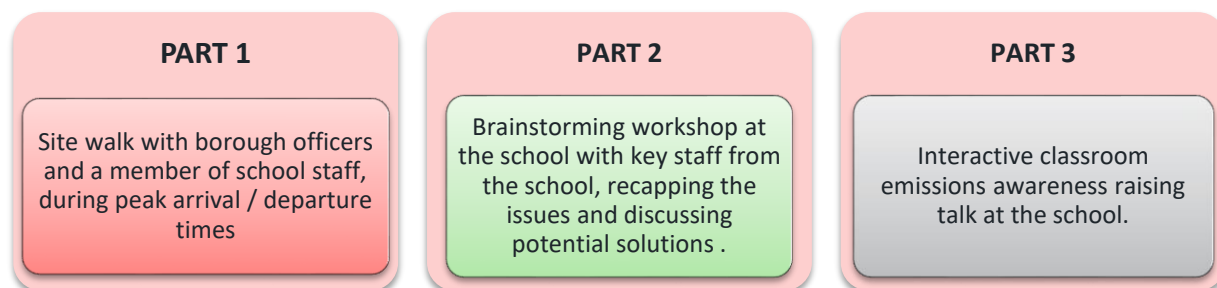 PART 1
Site walk with borough officers
and a member of school staff,
during peak arrival / departure
times
PART 2
Brainstorming workshop at
the school with key staff from
the school, recapping the
issues and discussing
potential solutions .
PART 3
Interactive classroom
emissions awareness raising
talk at the school.